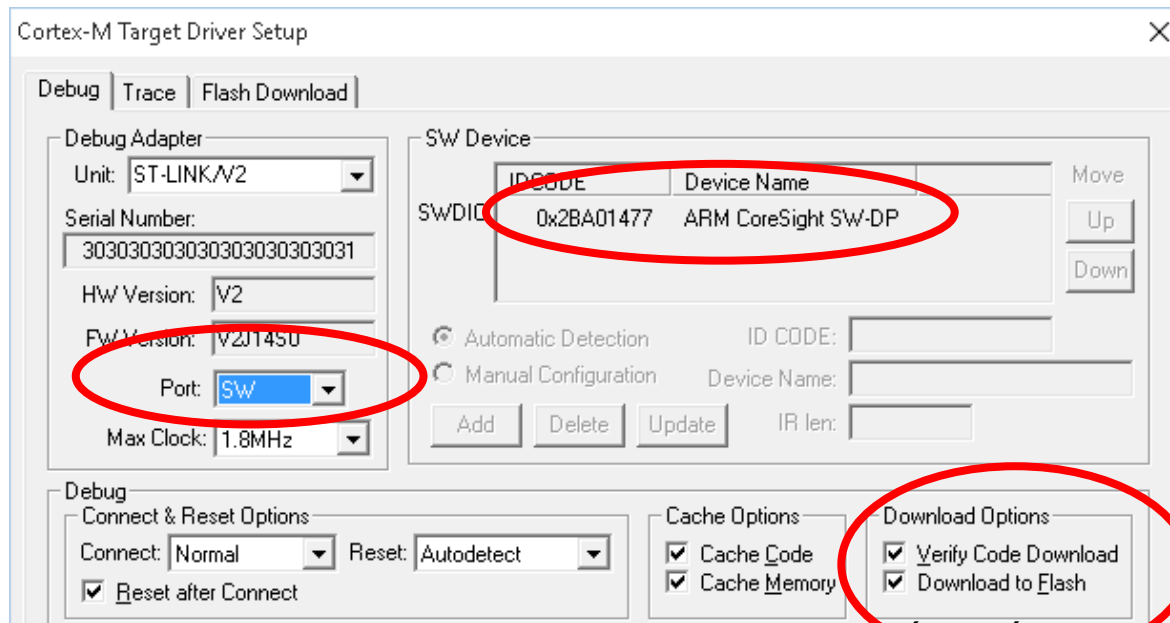 Cortex-M Target Driver Setup
Debug Trace Flash Download
Debug Adapter
Unit: ST-LINK/V2
Serial Number:
303030303030303030303031
HW Version: V2
FW Version: V2J14S0
Port: SW
Max Clock: 1.8MHz
SW Device
IDCODE Device Name
SWDIO 0x2BA01477 ARM CoreSight SW-DP
Move
Up
Down
Automatic Detection ID CODE:
Manual Configuration Device Name:
Add Delete Update IR len:
Debug
Connect & Reset Options
Connect: Normal Reset: Autodetect
Reset after Connect
Cache Options
Cache Code
Cache Memory
Download Options
Verify Code Download
Download to Flash